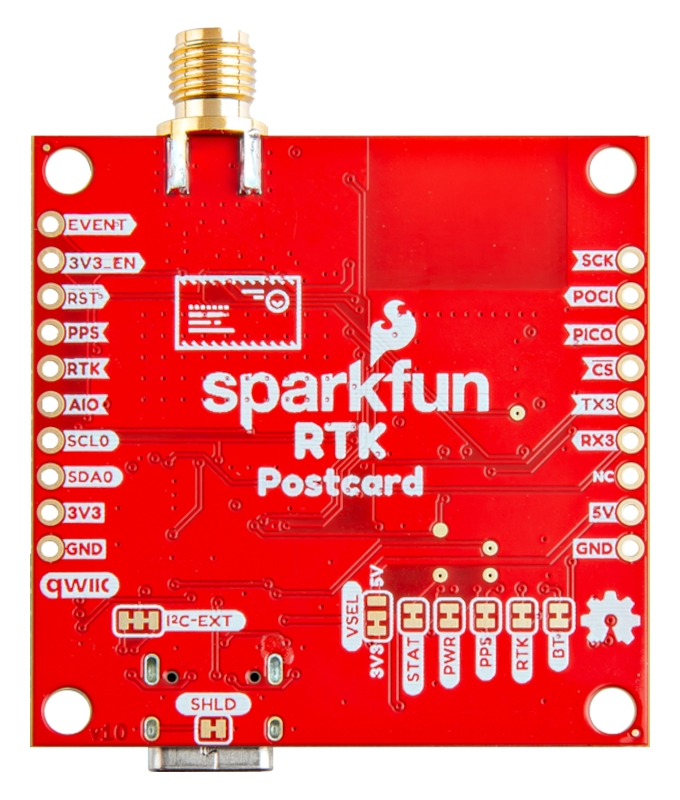 EVENT
3V3_EN
RST
PPS
RTK
AIO
SCL0
SDA0
3V3
GND
qwiic
SCK
POCI
PICO
CS
TX3
RX3
NC
5V
GND
sparkfun
RTK
Postcard
I²C-EXT
SHLD
VSEL
5V
3V3
STAT
PWR
PPS
RTK
BT
v10